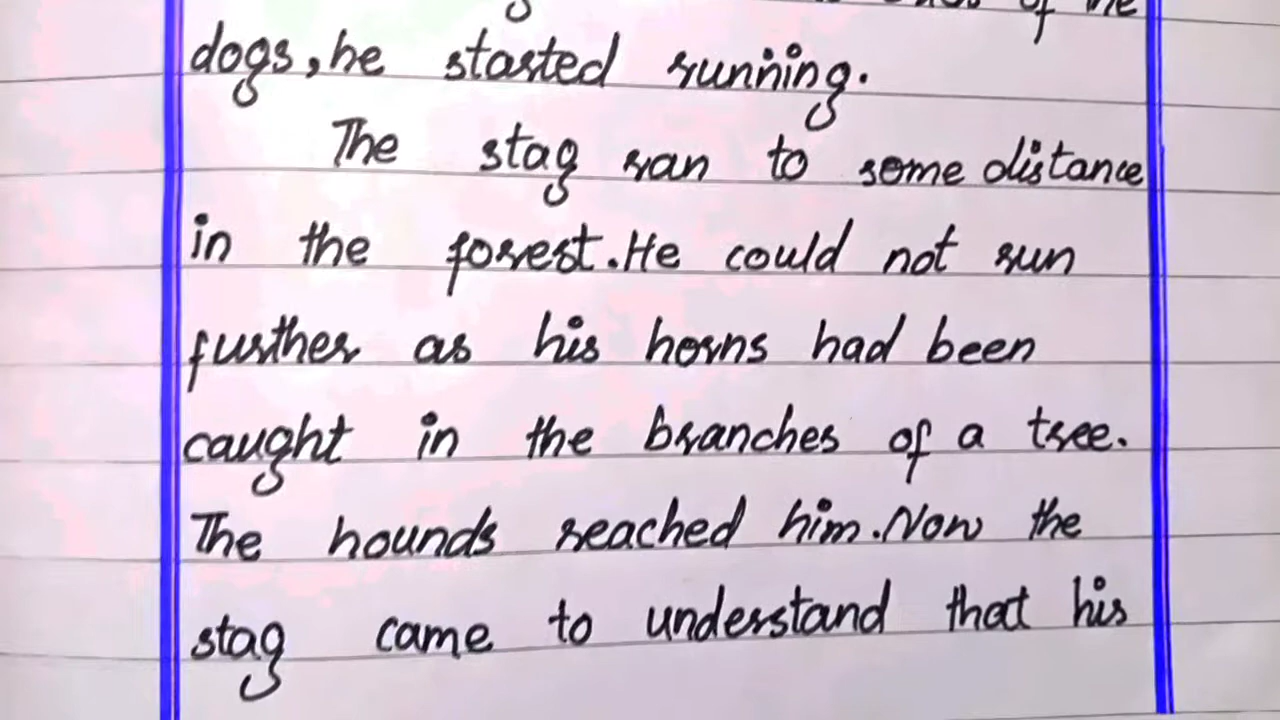 of the
dogs, he started running.
The stag ran to some distance
in the forest. He could not run
further as his horns had been
caught in the branches of a tree.
The hounds reached him. Now the
stag came to understand that his